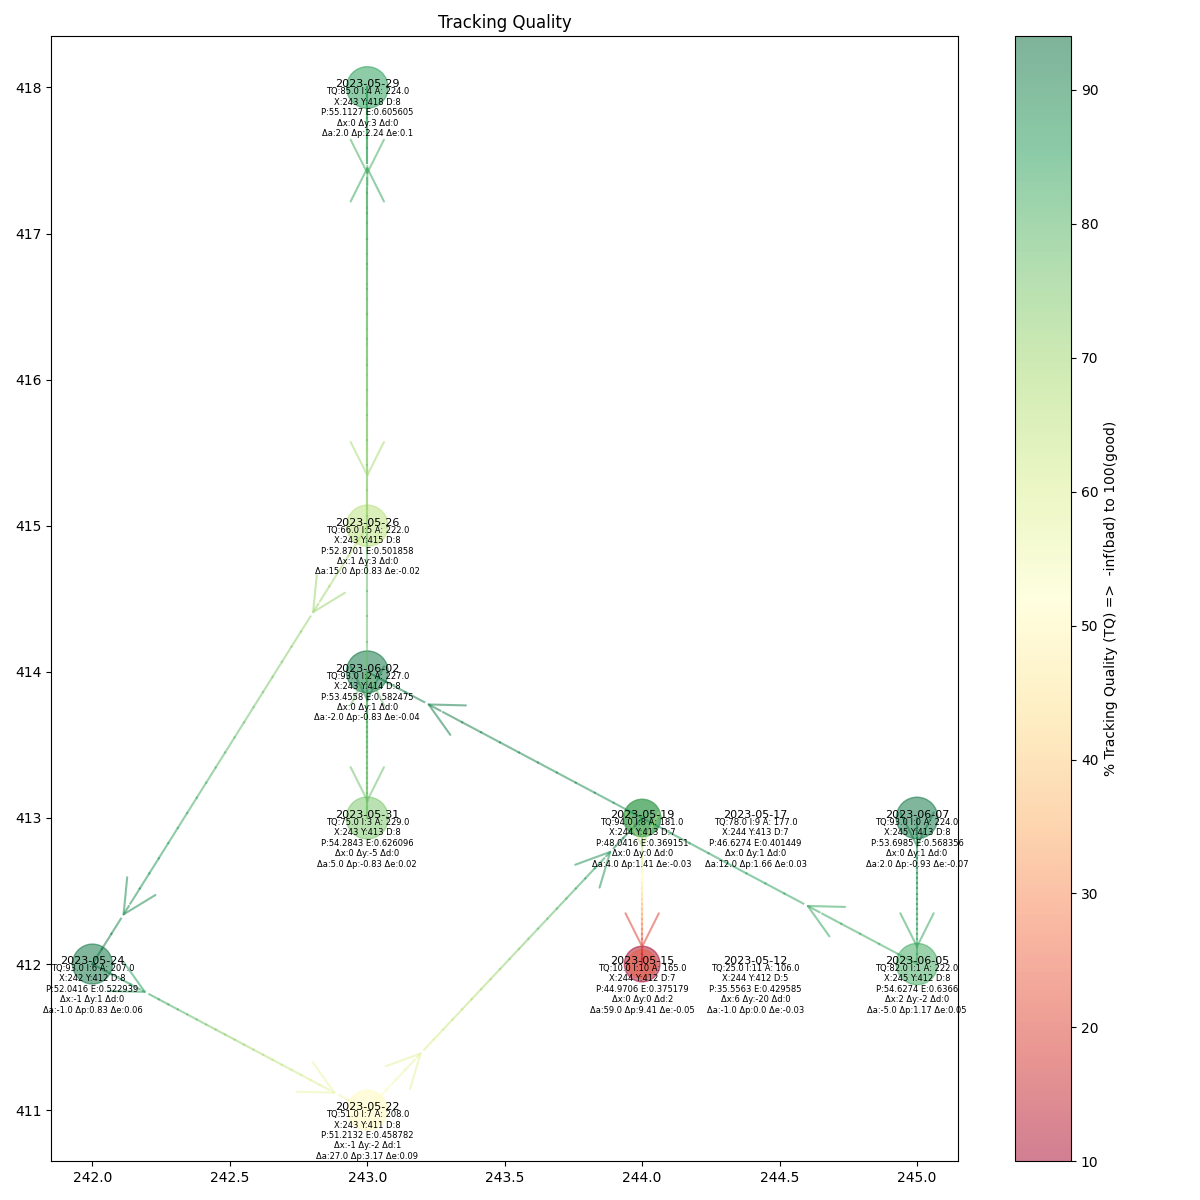 Tracking Quality
418
417
416
415
414
413
412
411
242.0
242.5
243.0
243.5
244.0
244.5
245.0
2023-05-29
TQ:85.0 I:4 A: 224.0
X:243 Y:418 D:8
P:55.1127 E:0.605605
Δx:0 Δy:3 Δd:0
Δa:2.0 Δp:2.24 Δe:0.1
2023-05-26
TQ:66.0 I:5 A: 222.0
X:243 Y:415 D:8
P:52.8701 E:0.501858
Δx:1 Δy:3 Δd:0
Δa:15.0 Δp:0.83 Δe:-0.02
2023-06-02
TQ:93.0 I:2 A: 227.0
X:243 Y:414 D:8
P:53.4558 E:0.582475
Δx:0 Δy:1 Δd:0
Δa:-2.0 Δp:-0.83 Δe:-0.04
2023-05-31
TQ:75.0 I:3 A: 229.0
X:243 Y:413 D:8
P:54.2843 E:0.626096
Δx:0 Δy:-5 Δd:0
Δa:5.0 Δp:-0.83 Δe:0.02
2023-05-19
TQ:94.0 I:8 A: 181.0
X:244 Y:413 D:7
P:48.0416 E:0.369151
Δx:0 Δy:0 Δd:0
Δa:4.0 Δp:1.41 Δe:-0.03
2023-05-17
TQ:78.0 I:9 A: 177.0
X:244 Y:413 D:7
P:46.6274 E:0.401449
Δx:0 Δy:1 Δd:0
Δa:12.0 Δp:1.66 Δe:0.03
2023-06-07
TQ:93.0 I:0 A: 224.0
X:245 Y:413 D:8
P:53.6985 E:0.568356
Δx:0 Δy:1 Δd:0
Δa:2.0 Δp:-0.93 Δe:-0.07
2023-05-24
TQ:93.0 I:6 A: 207.0
X:242 Y:412 D:8
P:52.0416 E:0.522939
Δx:-1 Δy:1 Δd:0
Δa:-1.0 Δp:0.83 Δe:0.06
2023-05-15
TQ:10.0 I:10 A: 165.0
X:244 Y:412 D:7
P:44.9706 E:0.375179
Δx:0 Δy:0 Δd:2
Δa:59.0 Δp:9.41 Δe:-0.05
2023-05-12
TQ:25.0 I:11 A: 106.0
X:244 Y:412 D:5
P:35.5563 E:0.429585
Δx:6 Δy:-20 Δd:0
Δa:-1.0 Δp:0.0 Δe:-0.03
2023-06-05
TQ:82.0 I:1 A: 222.0
X:245 Y:412 D:8
P:54.6274 E:0.6366
Δx:2 Δy:-2 Δd:0
Δa:-5.0 Δp:1.17 Δe:0.05
2023-05-22
TQ:51.0 I:7 A: 208.0
X:243 Y:411 D:8
P:51.2132 E:0.458782
Δx:-1 Δy:-2 Δd:1
Δa:27.0 Δp:3.17 Δe:0.09
90
80
70
60
50
40
30
20
10
% Tracking Quality (TQ) => -inf(bad) to 100(good)